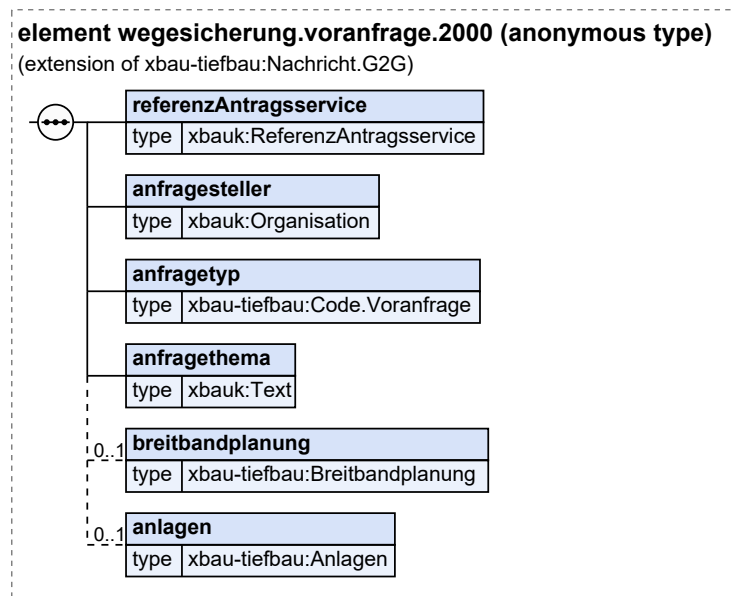 element wegesicherung.voranfrage.2000 (anonymous type)
(extension of xbau-tiefbau:Nachricht.G2G)
referenzAntragsservice
type xbauk:ReferenzAntragsservice
anfragesteller
type xbauk:Organisation
anfragetyp
type xbau-tiefbau:Code.Voranfrage
anfragethema
type xbauk:Text
0..1 breitbandplanung
type xbau-tiefbau:Breitbandplanung
0..1 anlagen
type xbau-tiefbau:Anlagen